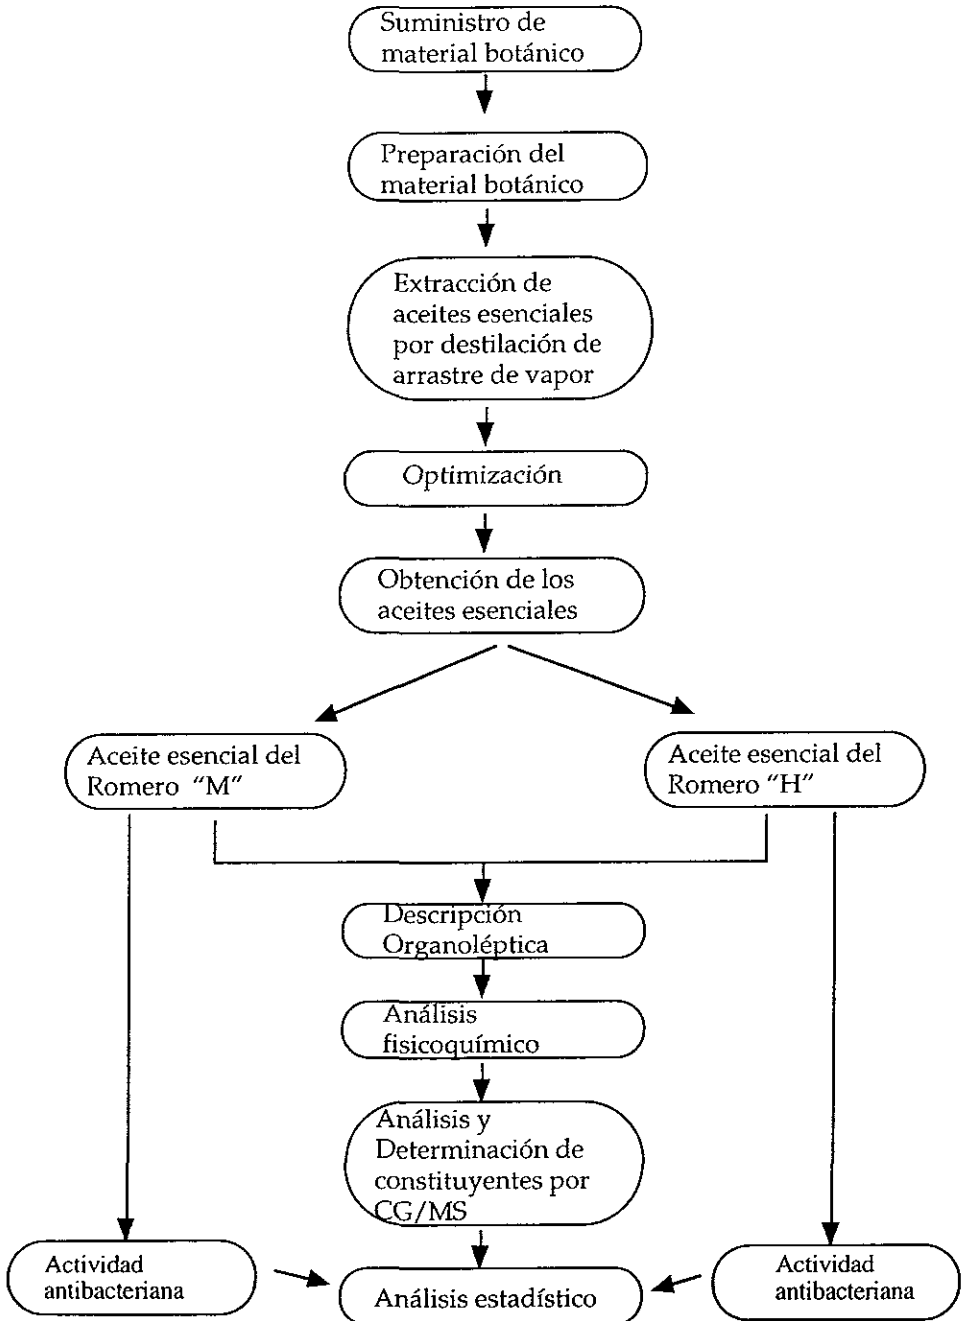 Suministro de
material botánico
Preparación del
material botánico
Extracción de
aceites esenciales
por destilación de
arrastre de vapor
Optimización
Obtención de los
aceites esenciales
Aceite esencial del
Romero "M"
Aceite esencial del
Romero "H"
Descripción
Organoléptica
Análisis
fisicoquímico
Análisis y
Determinación de
constituyentes por
CG/MS
Actividad
antibacteriana
Análisis estadístico
Actividad
antibacteriana